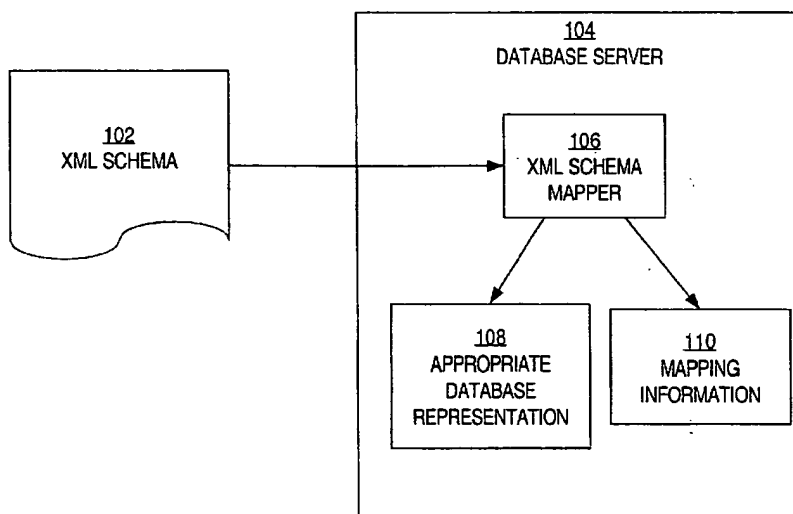 104
DATABASE SERVER
102
XML SCHEMA
106
XML SCHEMA
MAPPER
108
APPROPRIATE
DATABASE
REPRESENTATION
110
MAPPING
INFORMATION